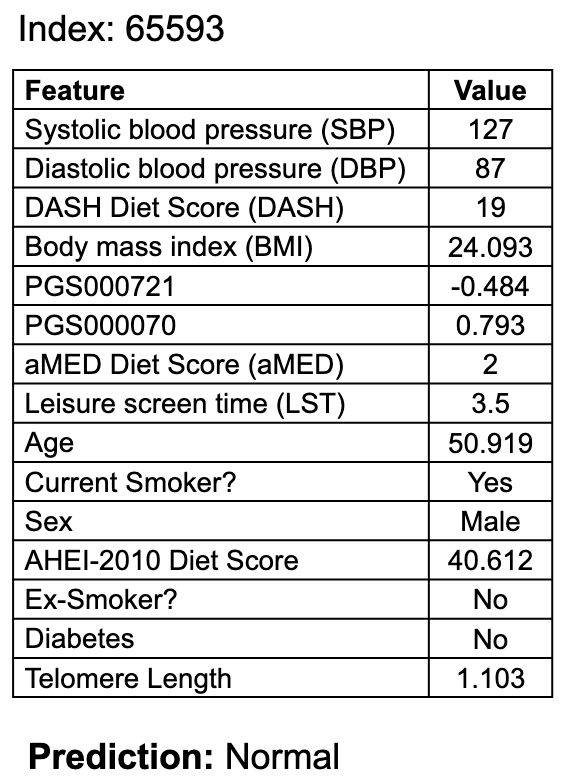 Index: 65593
Feature Value
Systolic blood pressure (SBP) 127
Diastolic blood pressure (DBP) 87
DASH Diet Score (DASH) 19
Body mass index (BMI) 24.093
PGS000721 -0.484
PGS000070 0.793
aMED Diet Score (aMED) 2
Leisure screen time (LST) 3.5
Age 50.919
Current Smoker? Yes
Sex Male
AHEI-2010 Diet Score 40.612
Ex-Smoker? No
Diabetes No
Telomere Length 1.103
Prediction: Normal